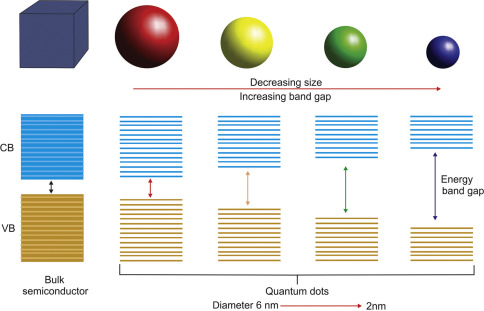 Decreasing size
Increasing band gap
CB
Energy
band gap
VB
Bulk
semiconductor
Quantum dots
Diameter 6 nm 2nm